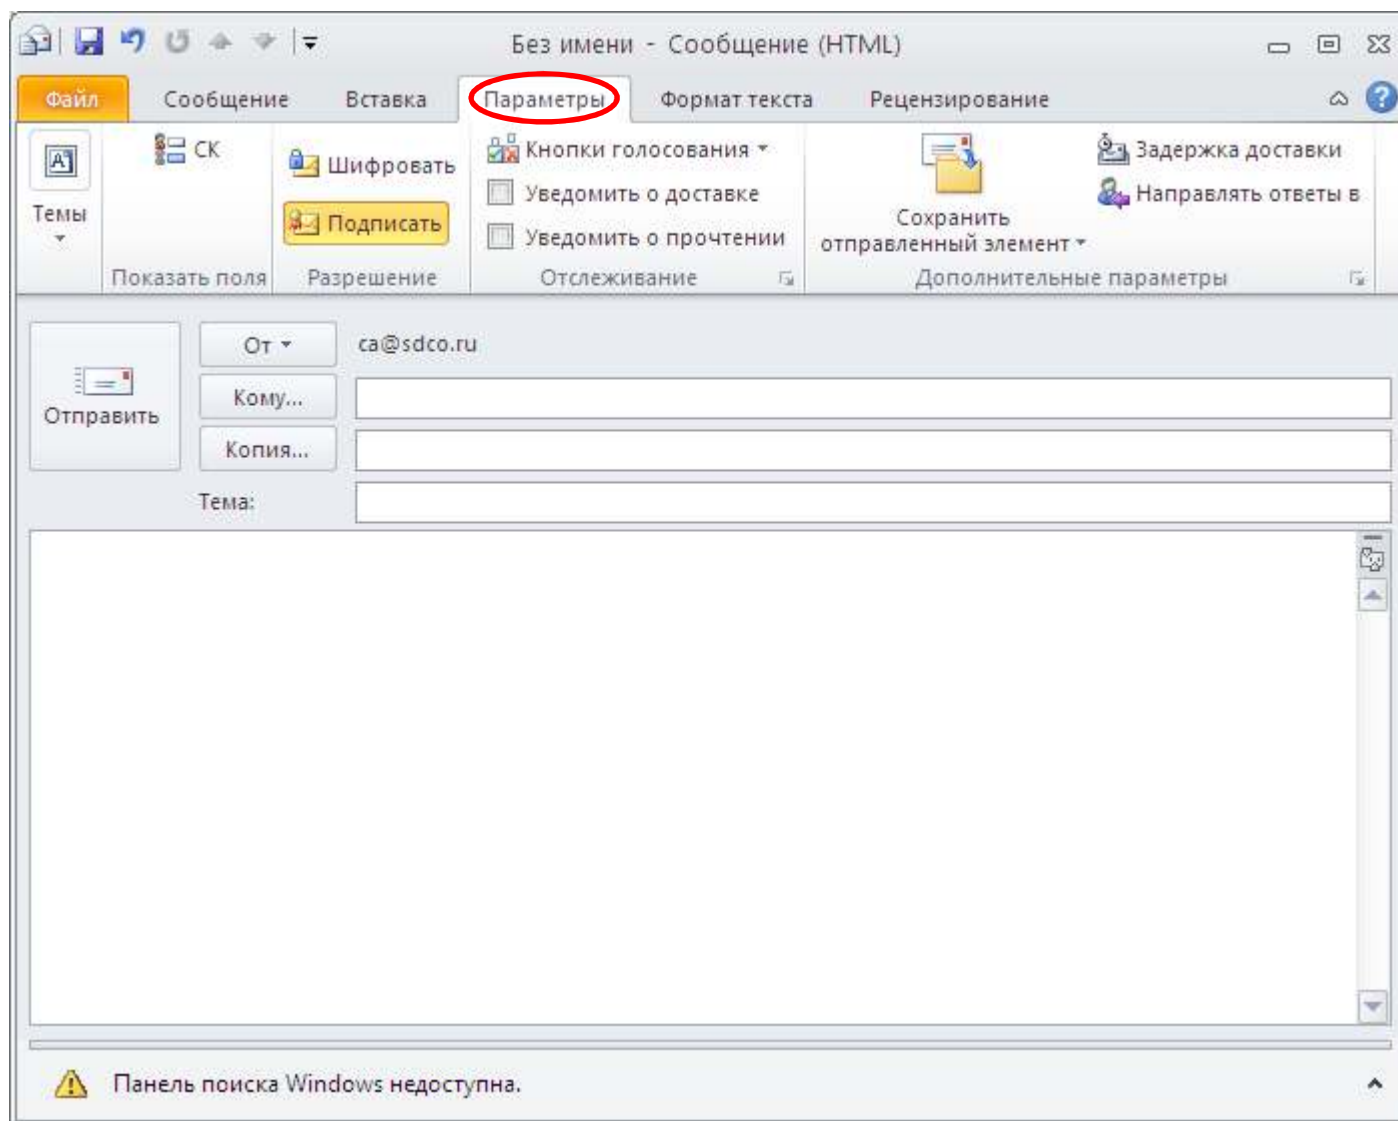 Без имени - Сообщение (HTML)
Файл Сообщение Вставка Параметры Формат текста Рецензирование
Темы
СК
Показать поля
Шифровать
Подписать
Разрешение
Кнопки голосования
Уведомить о доставке
Уведомить о прочтении
Отслеживание
Сохранить
отправленный элемент
Задержка доставки
Направлять ответы в
Дополнительные параметры
Отправить
От ca@sdco.ru
Кому...
Копия...
Тема:
Панель поиска Windows недоступна.